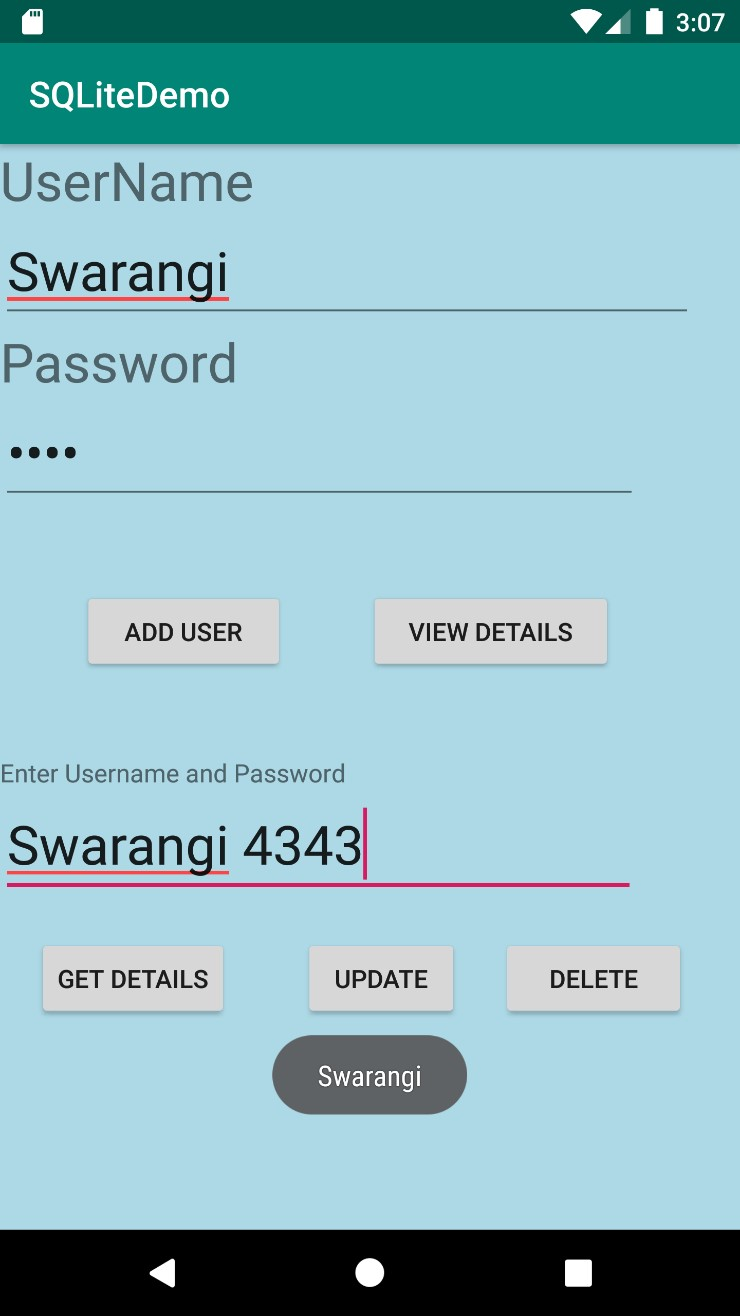 3:07
SQLiteDemo
UserName
Swarangi
Password
••••
ADD USER VIEW DETAILS
Enter Username and Password
Swarangi 4343
GET DETAILS UPDATE DELETE
Swarangi